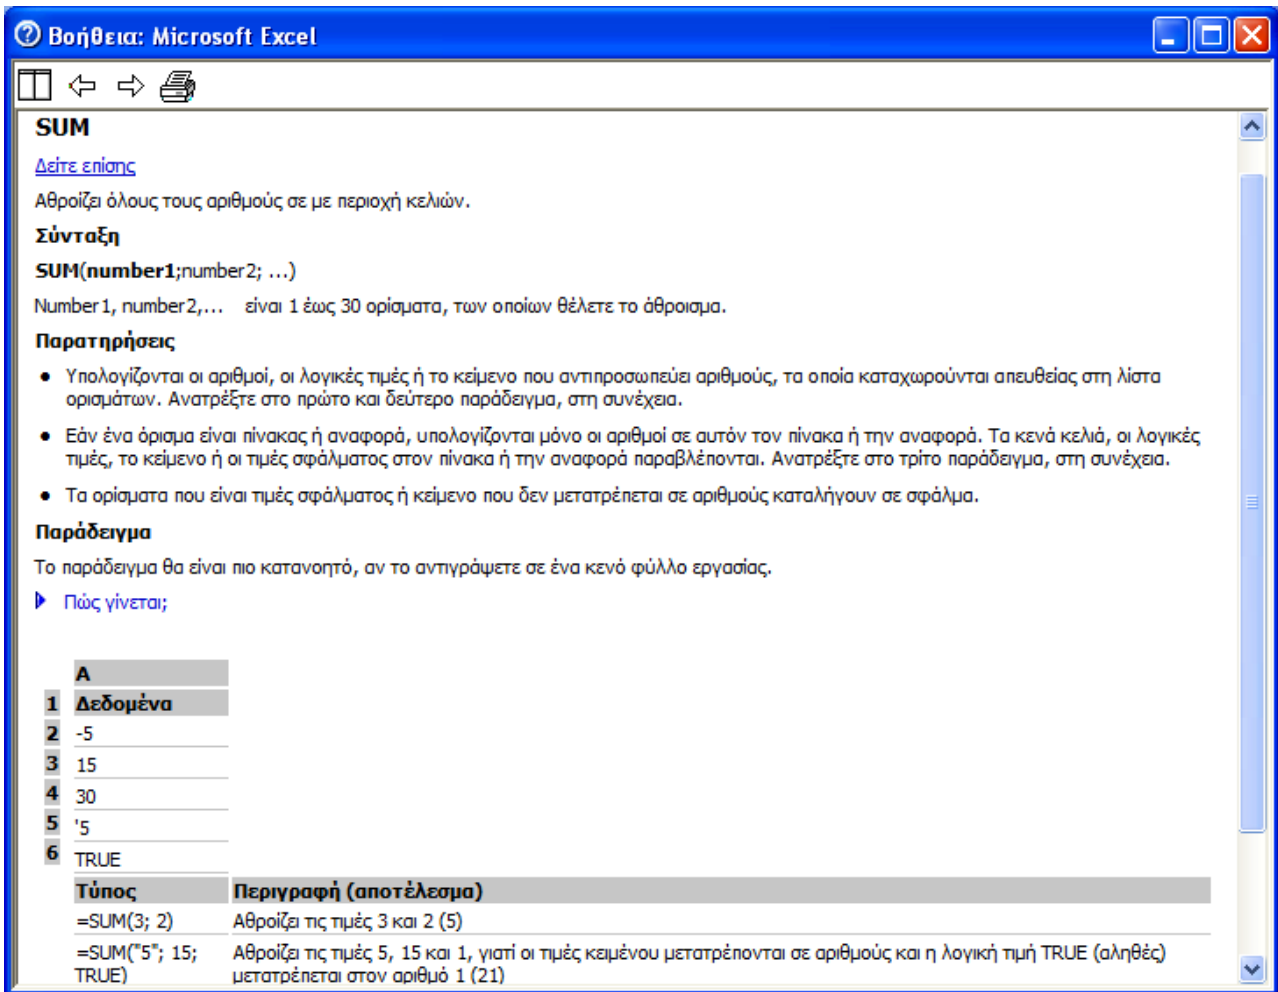 Βοήθεια: Microsoft Excel
SUM
Δείτε επίσης
Αθροίζει όλους τους αριθμούς σε με περιοχή κελιών.
Σύνταξη
SUM(number1;number2; ...)
Number1, number2,... είναι 1 έως 30 ορίσματα, των οποίων θέλετε το άθροισμα.
Παρατηρήσεις
• Υπολογίζονται οι αριθμοί, οι λογικές τιμές ή το κείμενο που αντιπροσωπεύει αριθμούς, τα οποία καταχωρούνται απευθείας στη λίστα
ορισμάτων. Ανατρέξτε στο πρώτο και δεύτερο παράδειγμα, στη συνέχεια.
• Εάν ένα όρισμα είναι πίνακας ή αναφορά, υπολογίζονται μόνο οι αριθμοί σε αυτόν τον πίνακα ή την αναφορά. Τα κενά κελιά, οι λογικές
τιμές, το κείμενο ή οι τιμές σφάλματος στον πίνακα ή την αναφορά παραβλέπονται. Ανατρέξτε στο τρίτο παράδειγμα, στη συνέχεια.
• Τα ορίσματα που είναι τιμές σφάλματος ή κείμενο που δεν μετατρέπεται σε αριθμούς καταλήγουν σε σφάλμα.
Παράδειγμα
Το παράδειγμα θα είναι πιο κατανοητό, αν το αντιγράψετε σε ένα κενό φύλλο εργασίας.
Πώς γίνεται;
A
1 Δεδομένα
2 -5
3 15
4 30
5 '5
6 TRUE
Τύπος Περιγραφή (αποτέλεσμα)
=SUM(3; 2) Αθροίζει τις τιμές 3 και 2 (5)
=SUM("5"; 15; Αθροίζει τις τιμές 5, 15 και 1, γιατί οι τιμές κειμένου μετατρέπονται σε αριθμούς και η λογική τιμή TRUE (αληθές)
TRUE) μετατρέπεται στον αριθμό 1 (21)